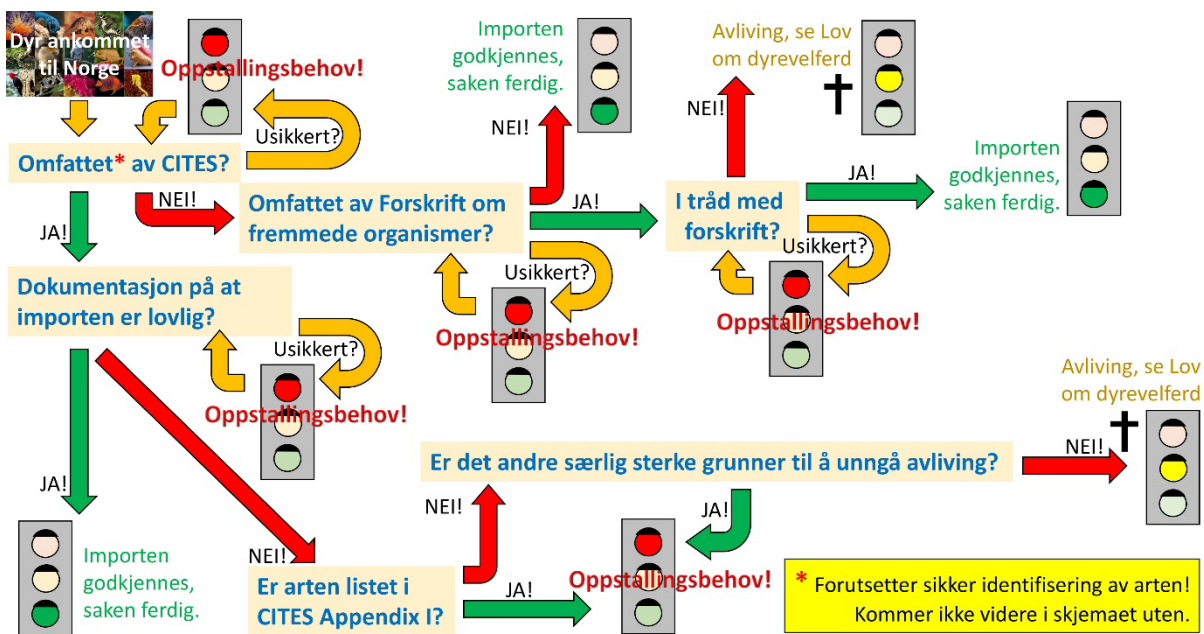 Dyr ankommet
til Norge
Oppstallingsbehov!
Usikkert?
Omfattet* av CITES?
JA!
NEI!
Omfattet av Forskrift om
fremmede organismer?
NEI!
Importen
godkjennes,
saken ferdig.
JA!
Usikkert?
Oppstallingsbehov!
I tråd med
forskrift?
NEI!
Avliving, se Lov
om dyrevelferd
JA!
Importen
godkjennes,
saken ferdig.
Usikkert?
Oppstallingsbehov!
Dokumentasjon på at
importen er lovlig?
Usikkert?
Oppstallingsbehov!
JA!
Importen
godkjennes,
saken ferdig.
NEI!
Er arten listet i
CITES Appendix I?
NEI!
JA!
Oppstallingsbehov!
Er det andre særlig sterke grunner til å unngå avliving?
JA!
NEI!
Avliving, se Lov
om dyrevelferd
* Forutsetter sikker identifisering av arten!
Kommer ikke videre i skjemaet uten.